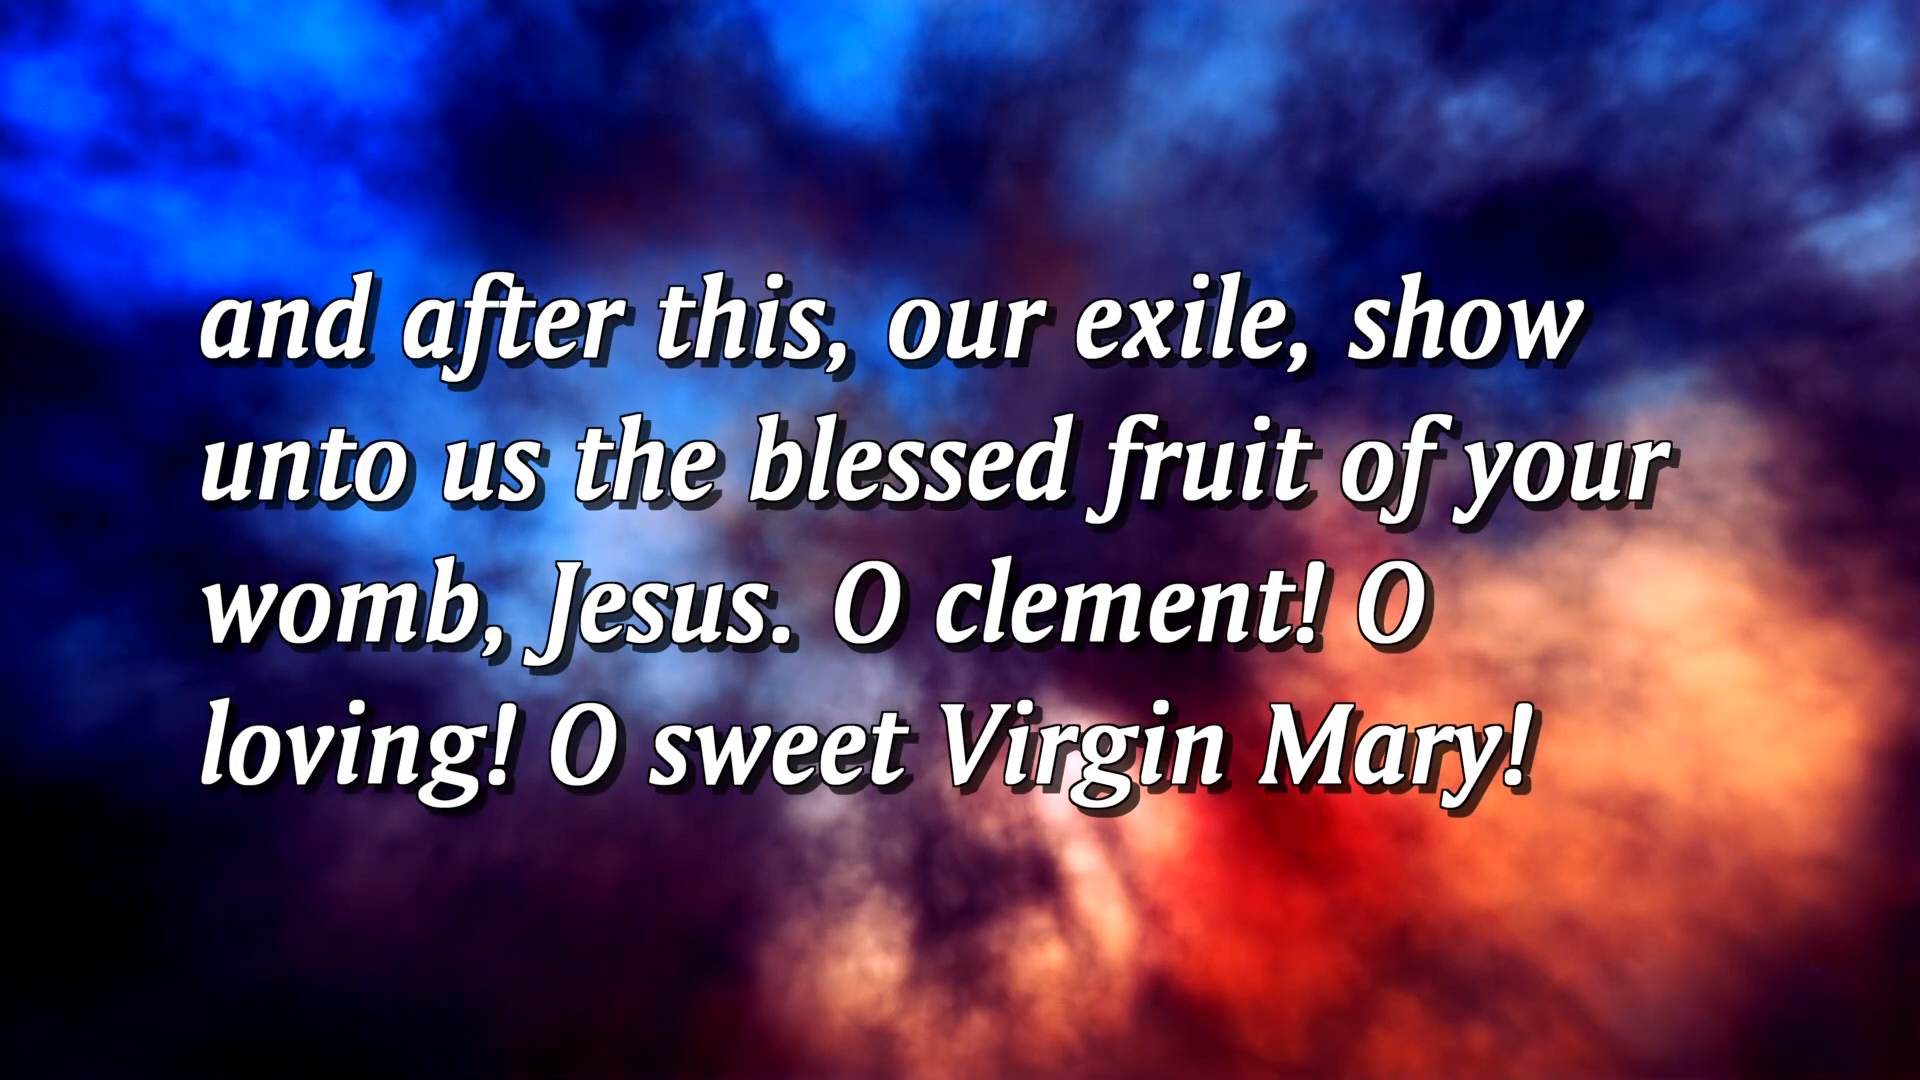 and after this, our exile, show
unto us the blessed fruit of your
womb, Jesus. O clement! O
loving! O sweet Virgin Mary!